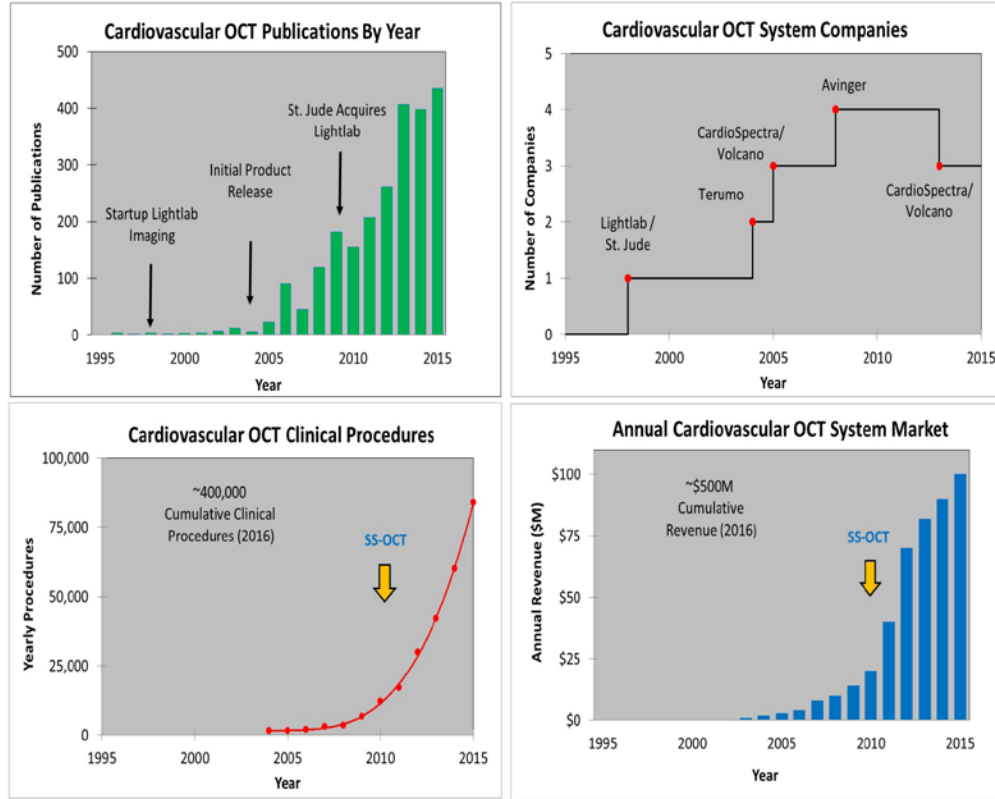 Cardiovascular OCT Publications By Year
500
400
300
200
100
0
Number of Publications
Startup Lightlab
Imaging
Initial Product
Release
St. Jude Acquires
Lightlab
1995
2000
2005
2010
2015
Year
Cardiovascular OCT System Companies
5
4
3
2
1
0
Number of Companies
Lightlab /
St. Jude
Terumo
CardioSpectra/
Volcano
Avinger
CardioSpectra/
Volcano
1995
2000
2005
2010
2015
Year
Cardiovascular OCT Clinical Procedures
100,000
75,000
50,000
25,000
0
Yearly Procedures
~400,000
Cumulative Clinical
Procedures (2016)
SS-OCT
1995
2000
2005
2010
2015
Year
Annual Cardiovascular OCT System Market
$100
$75
$50
$25
$0
Annual Revenue ($M)
~$500M
Cumulative
Revenue (2016)
SS-OCT
1995
2000
2005
2010
2015
Year